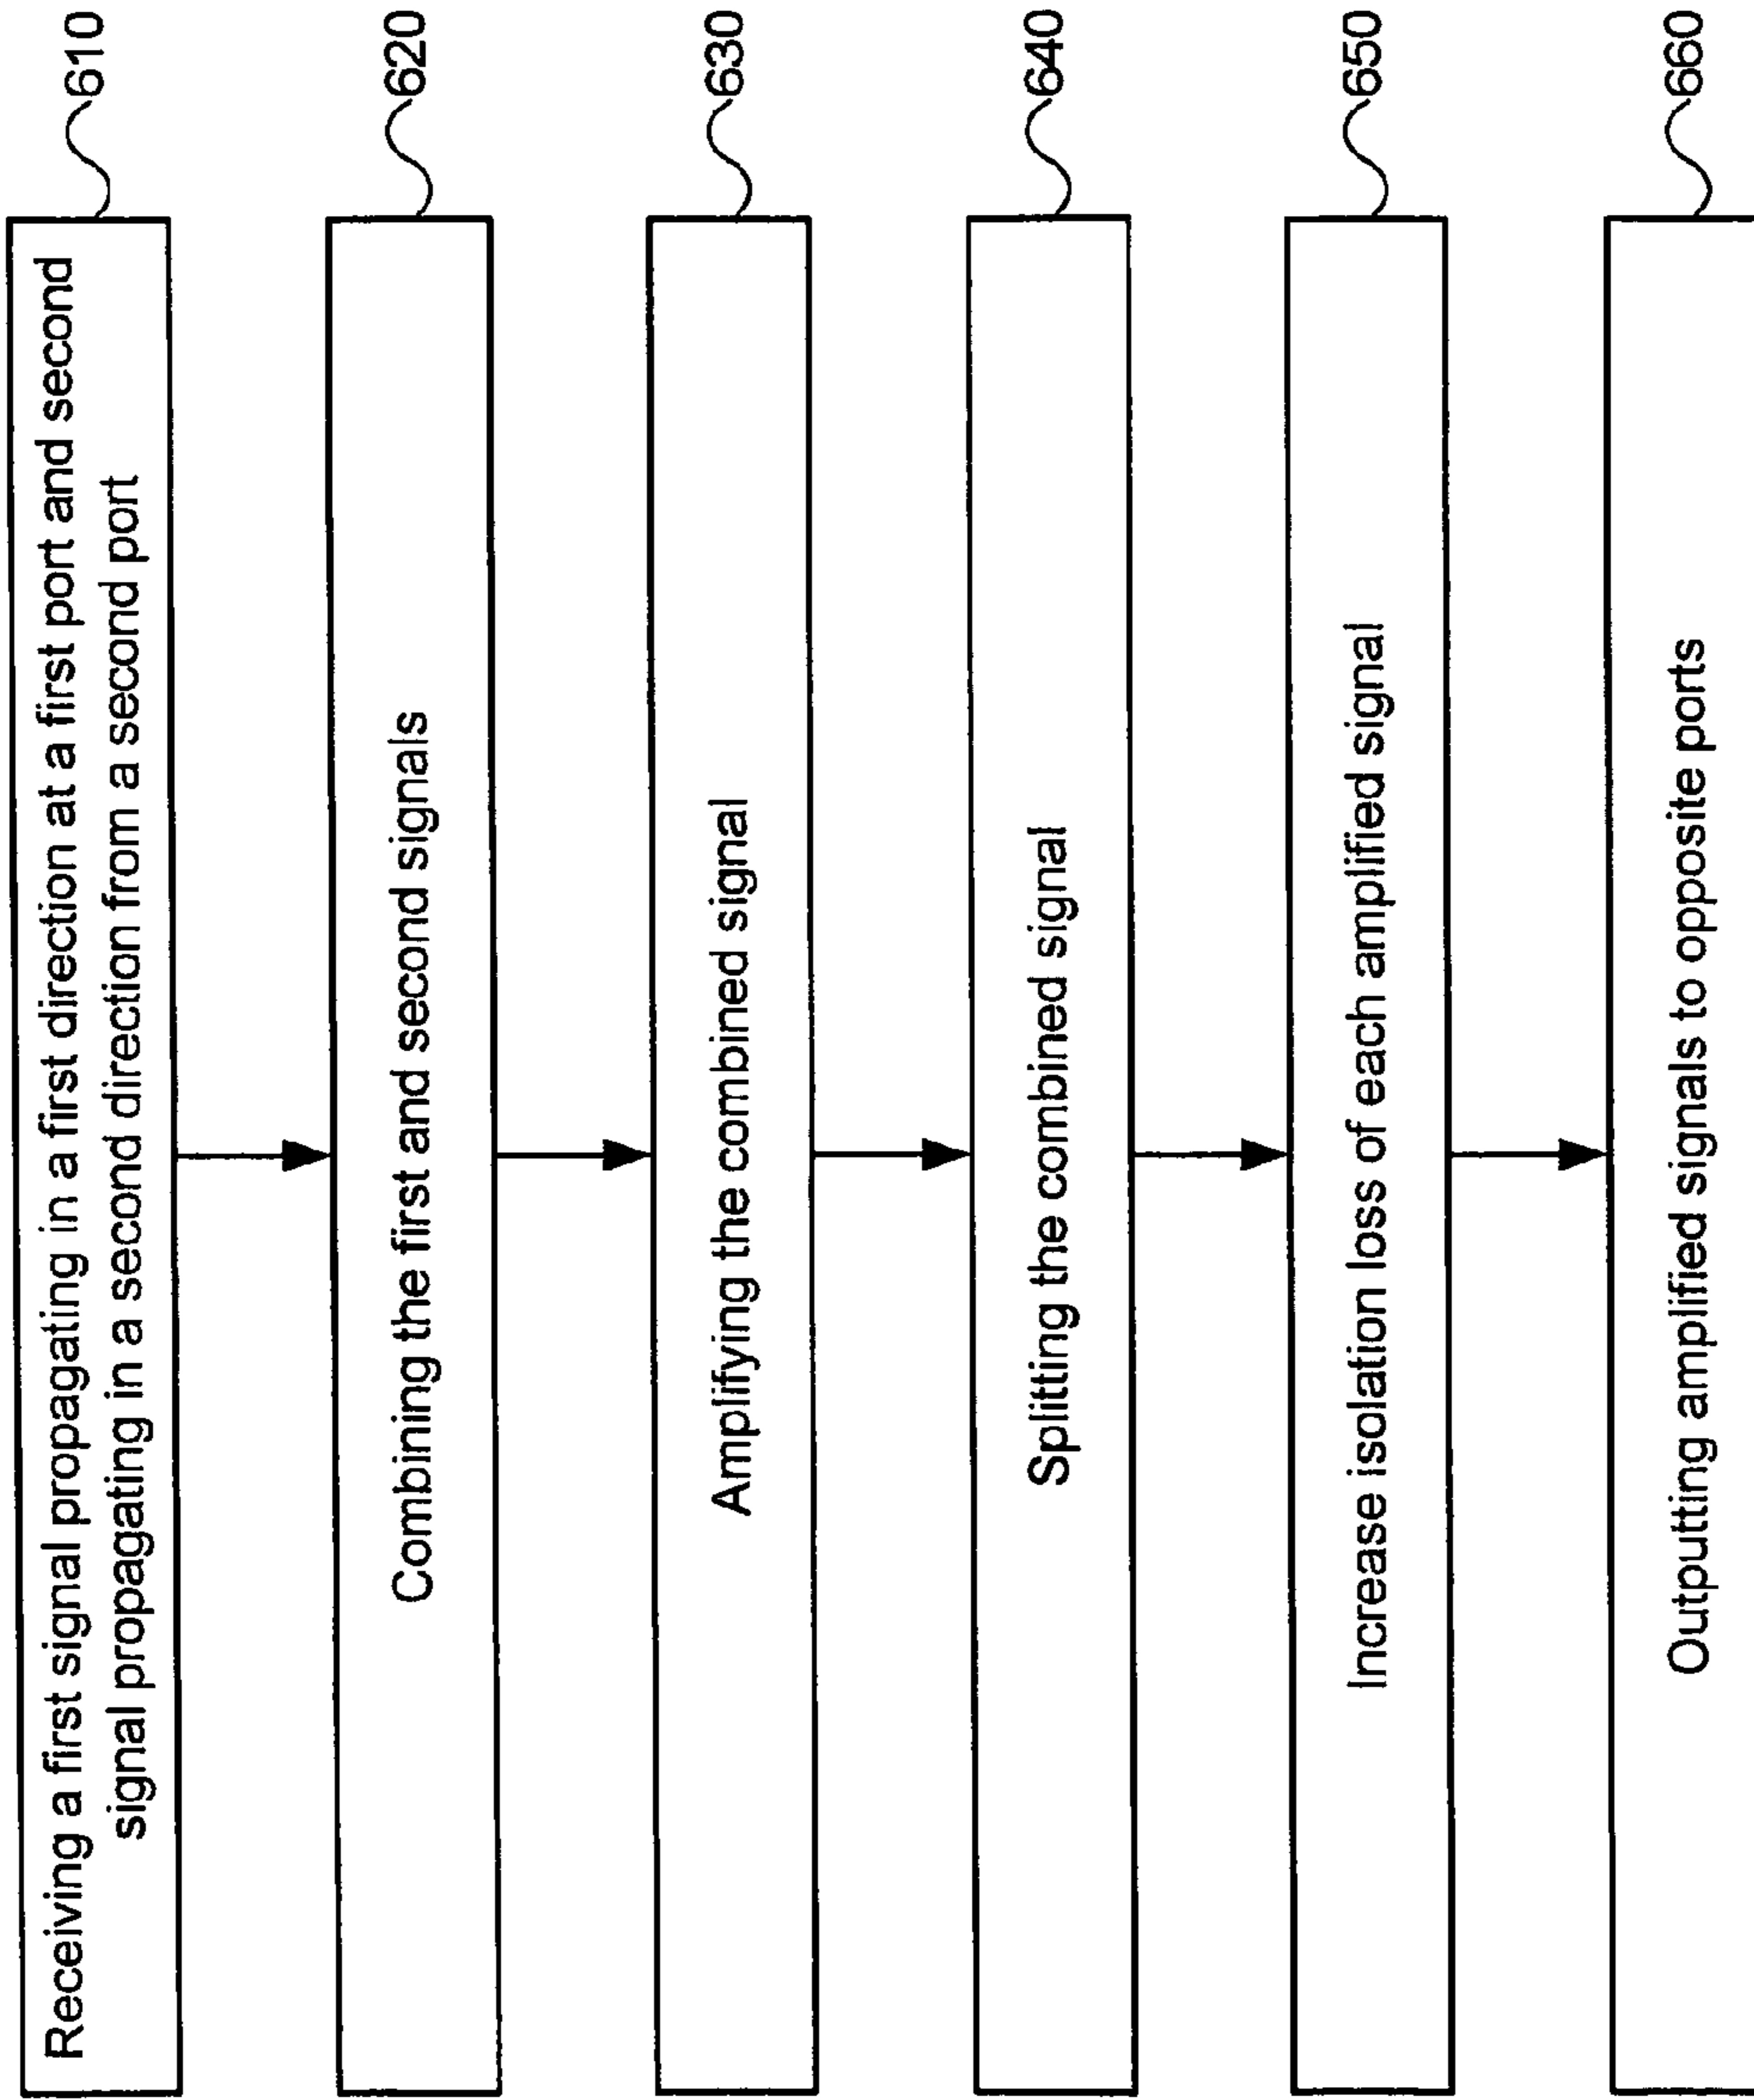 Receiving a first signal propagating in a first direction at a first port and second
signal propagating in a second direction from a second port
610
Combining the first and second signals
620
Amplifying the combined signal
630
Splitting the combined signal
640
Increase isolation loss of each amplified signal
650
Outputting amplified signals to opposite ports
660